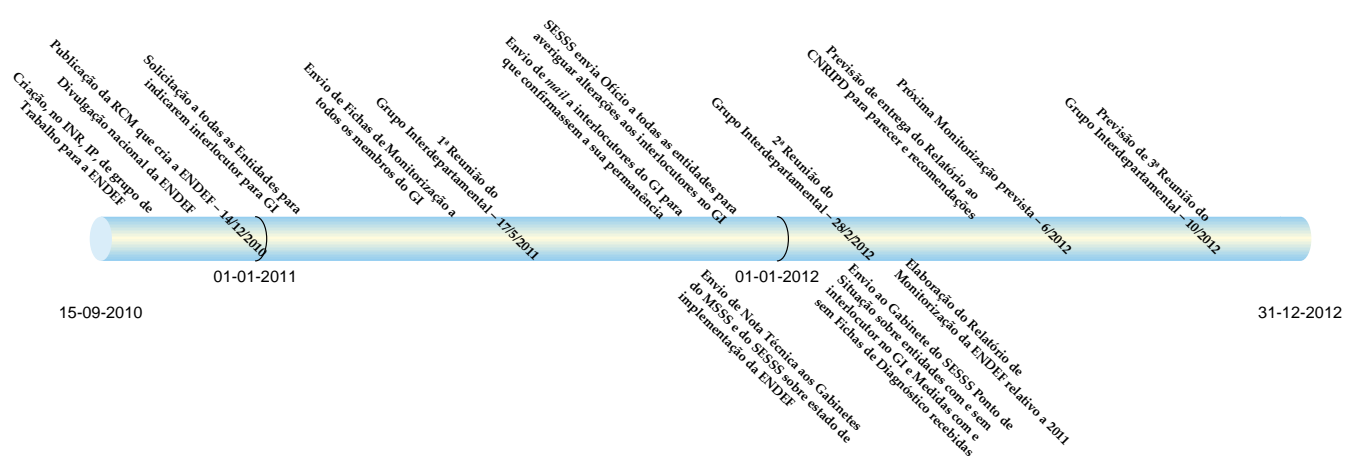 Criação, no INR, IP, de grupo de
Trabalho para a ENDEF
Divulgação nacional da ENDEF
Publicação da RCM que cria a ENDEF – 14/12/2010
Solicitação a todas as Entidades para
indicarem interlocutor para GI
Envio de Fichas de Monitorização a
todos os membros do GI
1ª Reunião do
Grupo Interdepartamental – 17/5/2011
Envio de mail a interlocutores do GI para
que confirmassem a sua permanência
SESSS envia Ofício a todas as entidades para
averiguar alterações aos interlocutores no GI
2ª Reunião do
Grupo Interdepartamental – 28/2/2012
Previsão de entrega do Relatório ao
CNRIPD para parecer e recomendações
Próxima Monitorização prevista – 6/2012
Previsão de 3ª Reunião do
Grupo Interdepartamental – 10/2012
01-01-2011
01-01-2012
15-09-2010
31-12-2012
Envio de Nota Técnica aos Gabinetes
do MSSS e do SESSS sobre estado de
implementação da ENDEF
Envio ao Gabinete do SESSS Ponto de
Situação sobre entidades com e sem
interlocutor no GI e Medidas com e
sem Fichas de Diagnóstico recebidas
Elaboração do Relatório de
Monitorização da ENDEF relativo a 2011